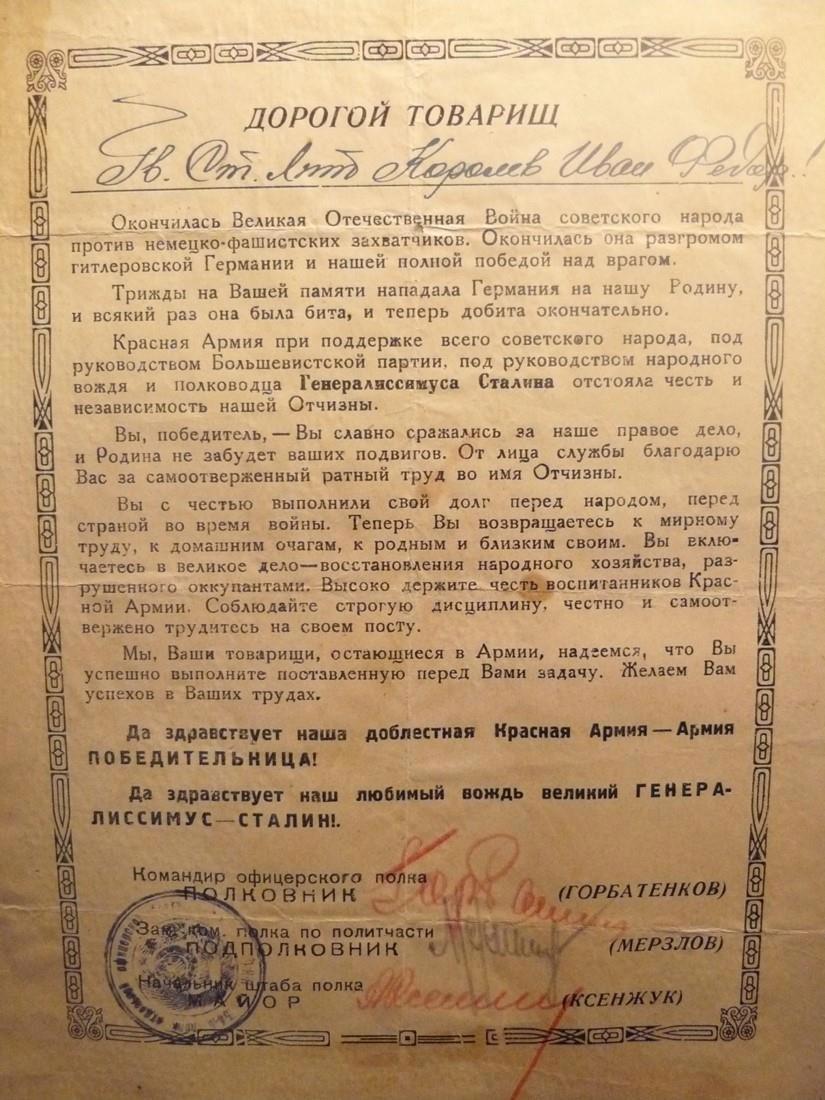 ДОРОГОЙ ТОВАРИЩ
Гв. Ст. Л-т Королев Иван
Окончилась Великая Отечественная Война советского народа
против немецко-фашистских захватчиков. Окончилась она разгромом
гитлеровской Германии и нашей полной победой над врагом.
Трижды на Вашей памяти нападала Германия на нашу Родину,
и всякий раз она была бита, и теперь добита окончательно.
Красная Армия при поддержке всего советского народа, под
руководством Большевистской партии, под руководством народного
вождя и полководца Генералиссимуса Сталина отстояла честь и
независимость нашей Отчизны.
Вы, победитель, — Вы славно сражались за наше правое дело,
и Родина не забудет ваших подвигов. От лица службы благодарю
Вас за самоотверженный ратный труд во имя Отчизны.
Вы с честью выполнили свой долг перед народом, перед
страной во время войны. Теперь Вы возвращаетесь к мирному
труду, к домашним очагам, к родным и близким своим. Вы вклю-
чаетесь в великое дело—восстановления народного хозяйства, раз-
рушенного оккупантами. Высоко держите честь воспитанников Крас-
ной Армии. Соблюдайте строгую дисциплину, честно и самоот-
вержено трудитесь на своем посту.
Мы, Ваши товарищи, остающиеся в Армии, надеемся, что Вы
успешно выполните поставленную перед Вами задачу. Желаем Вам
успехов в Ваших трудах.
Да здравствует наша доблестная Красная Армия — Армия
ПОБЕДИТЕЛЬНИЦА!
Да здравствует наш любимый вождь великий ГЕНЕРА-
ЛИССИМУС—СТАЛИН!.
Командир офицерского полка
ПОЛКОВНИК (ГОРБАТЕНКОВ)
Зам. ком. полка по политчасти
ПОДПОЛКОВНИК (МЕРЗЛОВ)
Начальник штаба полка
МАЙОР (КСЕНЖУК)